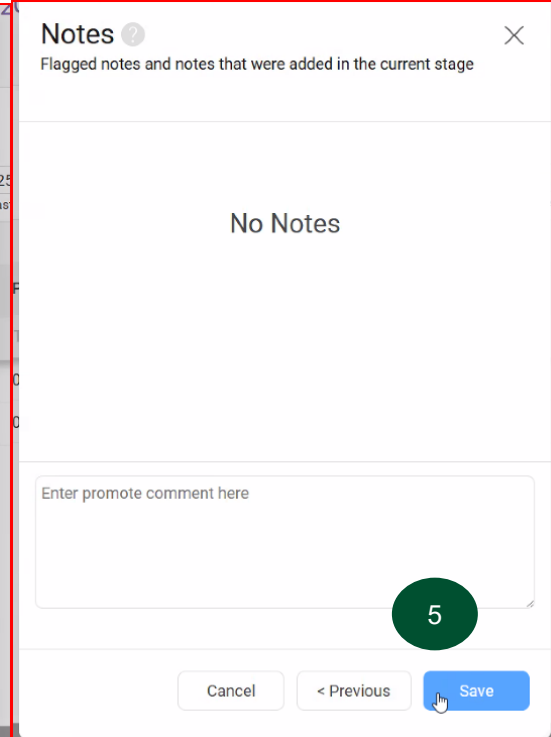 Notes ?
Flagged notes and notes that were added in the current stage
No Notes
Enter promote comment here
5
Cancel
< Previous
Save